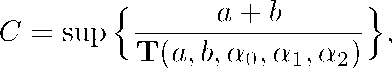 C = sup { (a + b) / T(a, b, α₀, α₁, α₂) },